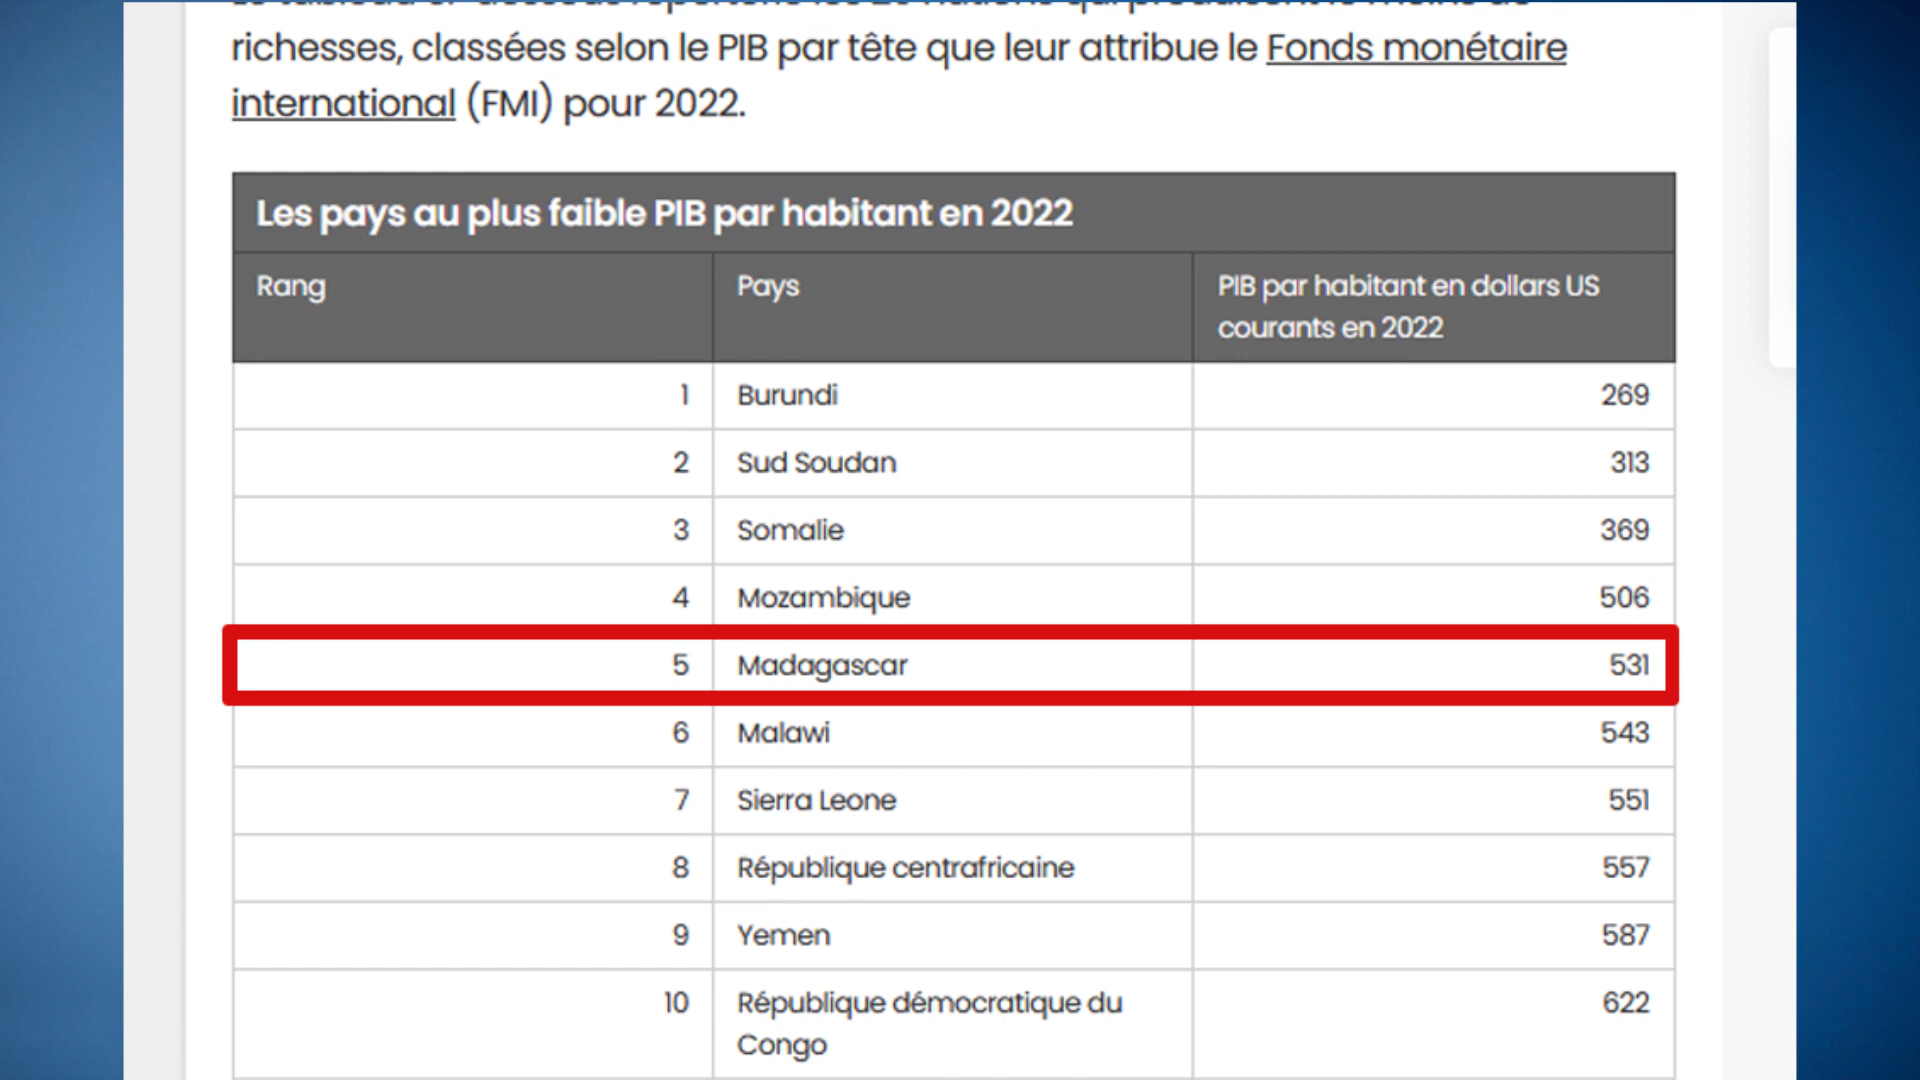 richesses, classées selon le PIB par tête que leur attribue le Fonds monétaire
international (FMI) pour 2022.
Les pays au plus faible PIB par habitant en 2022
Rang Pays PIB par habitant en dollars US
courants en 2022
1 Burundi 269
2 Sud Soudan 313
3 Somalie 369
4 Mozambique 506
5 Madagascar 531
6 Malawi 543
7 Sierra Leone 551
8 République centrafricaine 557
9 Yemen 587
10 République démocratique du 622
Congo